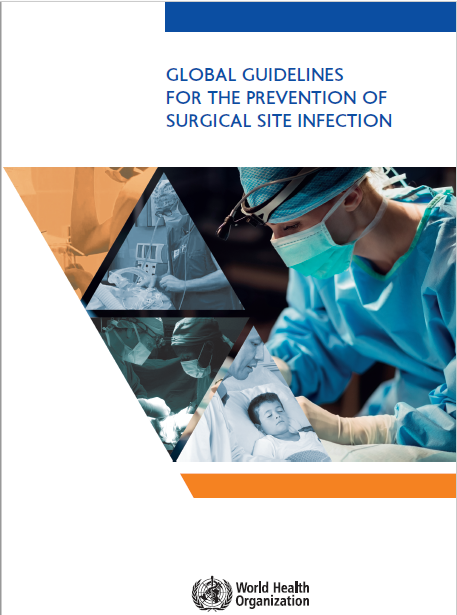 GLOBAL GUIDELINES
FOR THE PREVENTION OF
SURGICAL SITE INFECTION
World Health
Organization